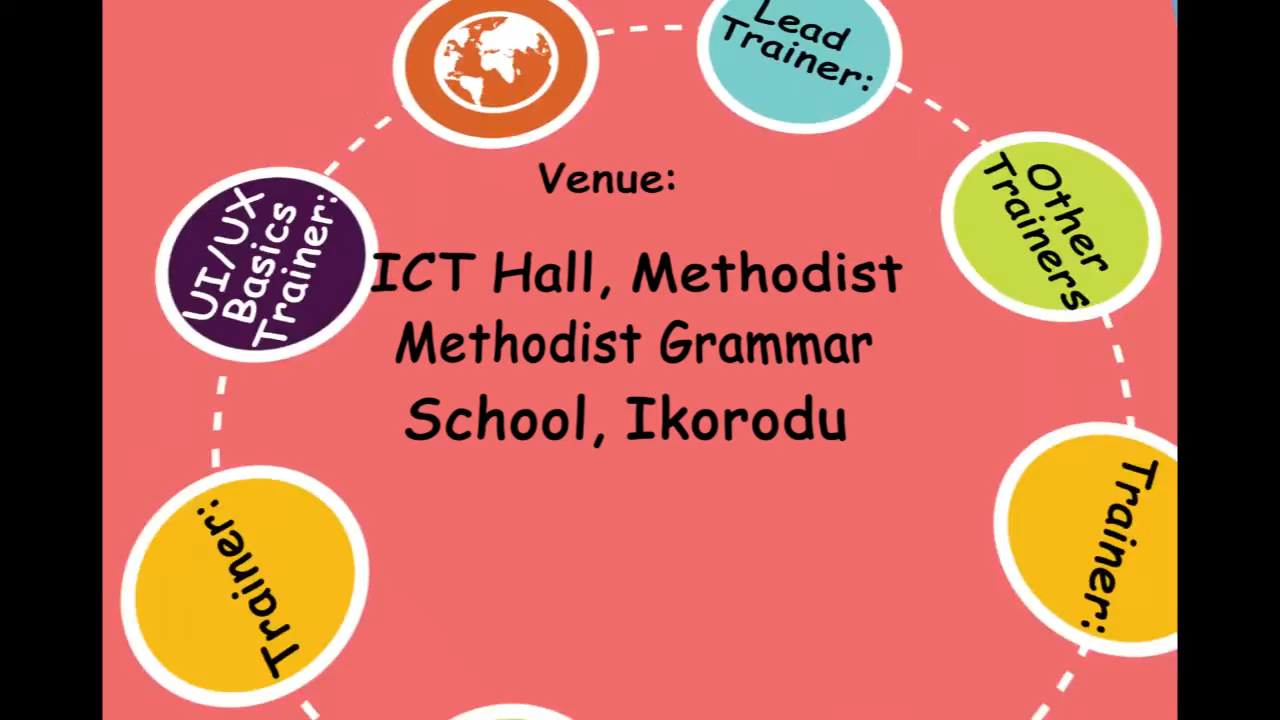 Lead
Trainer:
Other
Trainers
Venue:
UI/UX
Basics
Trainer:
ICT Hall, Methodist
Methodist Grammar
School, Ikorodu
Trainer:
Trainer: